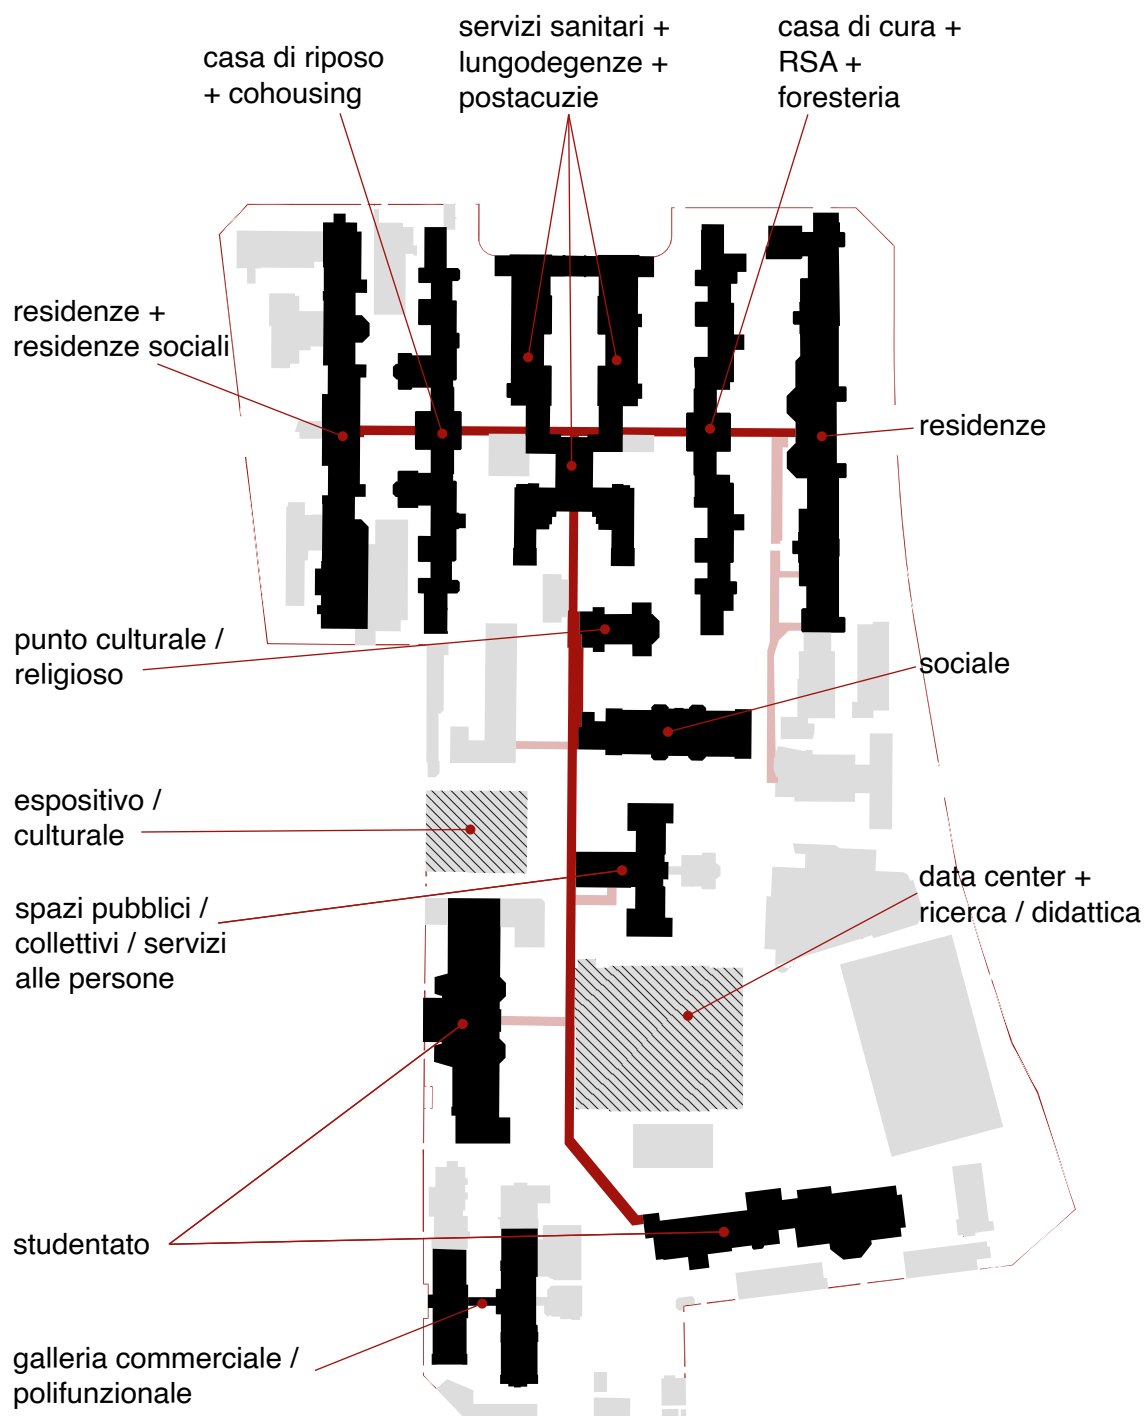 casa di riposo
+ cohousing
servizi sanitari +
lungodegenze +
postacuzie
casa di cura +
RSA +
foresteria
residenze +
residenze sociali
residenze
punto culturale /
religioso
sociale
espositivo /
culturale
spazi pubblici /
collettivi / servizi
alle persone
data center +
ricerca / didattica
studentato
galleria commerciale /
polifunzionale